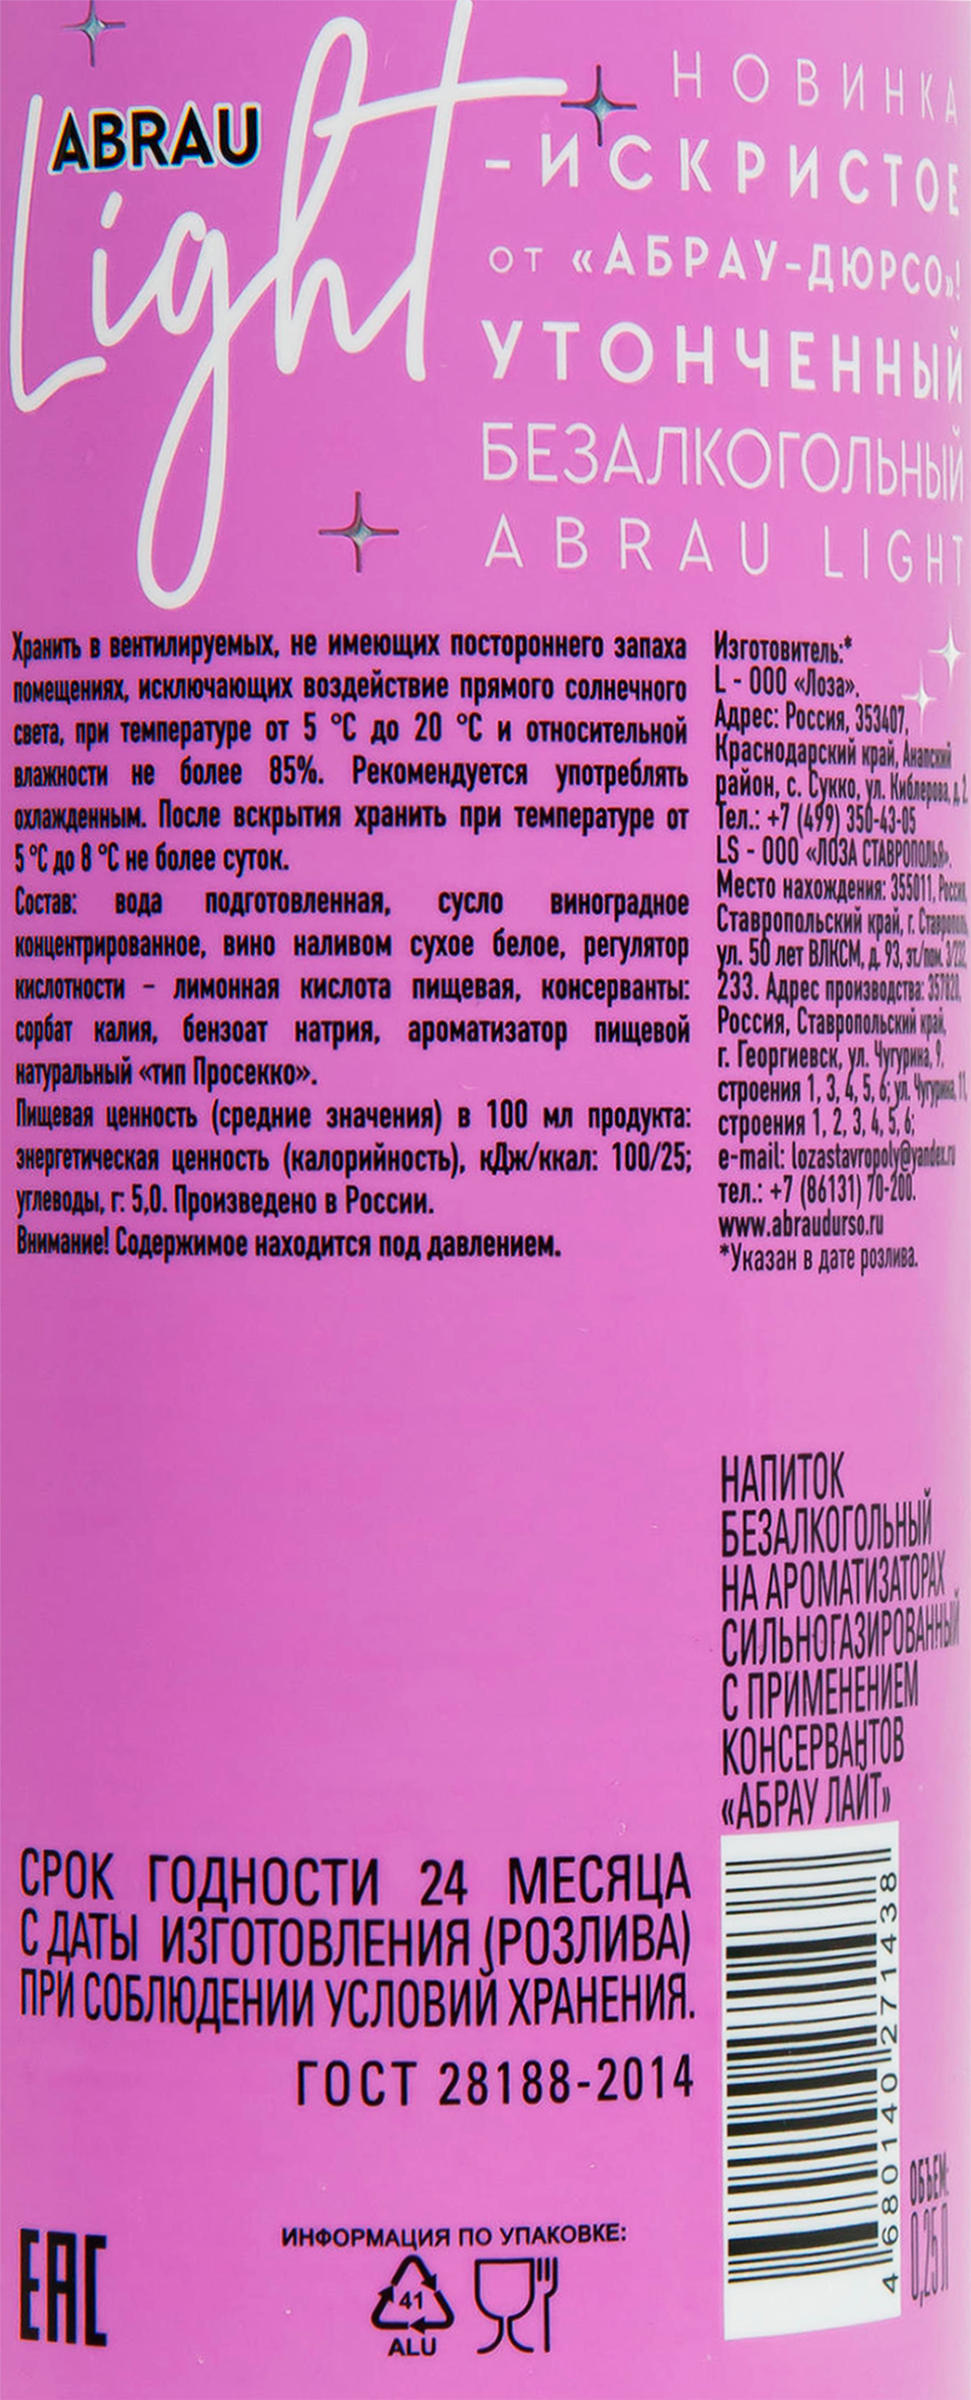 ABRAU
Light
НОВИНКА
-ИСКРИСТОЕ
ОТ «АБРАУ-ДЮРСО»!
УТОНЧЕННЫЙ
БЕЗАЛКОГОЛЬНЫЙ
ABRAU LIGHT
Хранить в вентилируемых, не имеющих постороннего запаха
помещениях, исключающих воздействие прямого солнечного
света, при температуре от 5 °С до 20 °С и относительной
влажности не более 85%. Рекомендуется употреблять
охлажденным. После вскрытия хранить при температуре от
5 °С до 8 °С не более суток.
Состав: вода подготовленная, сусло виноградное
концентрированное, вино наливом сухое белое, регулятор
кислотности – лимонная кислота пищевая, консерванты:
сорбат калия, бензоат натрия, ароматизатор пищевой
натуральный «тип Просекко».
Пищевая ценность (средние значения) в 100 мл продукта:
энергетическая ценность (калорийность), кДж/ккал: 100/25;
углеводы, г: 5,0. Произведено в России.
Внимание! Содержимое находится под давлением.
Изготовитель:*
L - ООО «Лоза».
Адрес: Россия, 353407,
Краснодарский край, Анапский
район, с. Сукко, ул. Киблерова, д. 2.
Тел.: +7 (499) 350-43-05
LS - ООО «ЛОЗА СТАВРОПОЛЬЯ».
Место нахождения: 355011, Россия,
Ставропольский край, г. Ставрополь,
ул. 50 лет ВЛКСМ, д. 93, эт./пом. 3/232,
233. Адрес производства: 357820,
Россия, Ставропольский край,
г. Георгиевск, ул. Чугурина, 9,
строения 1, 3, 4, 5, 6; ул. Чугурина, 11,
строения 1, 2, 3, 4, 5, 6;
e-mail: lozastavropoly@yandex.ru
тел.: +7 (86131) 70-200.
www.abraudurso.ru
*Указан в дате розлива.
НАПИТОК
БЕЗАЛКОГОЛЬНЫЙ
НА АРОМАТИЗАТОРАХ
СИЛЬНОГАЗИРОВАННЫЙ
С ПРИМЕНЕНИЕМ
КОНСЕРВАНТОВ
«АБРАУ ЛАЙТ»
СРОК ГОДНОСТИ 24 МЕСЯЦА
С ДАТЫ ИЗГОТОВЛЕНИЯ (РОЗЛИВА)
ПРИ СОБЛЮДЕНИИ УСЛОВИЙ ХРАНЕНИЯ.
ГОСТ 28188-2014
4 680140 271438
ОБЪЕМ:
0,25 Л
EAC
ИНФОРМАЦИЯ ПО УПАКОВКЕ:
41
ALU